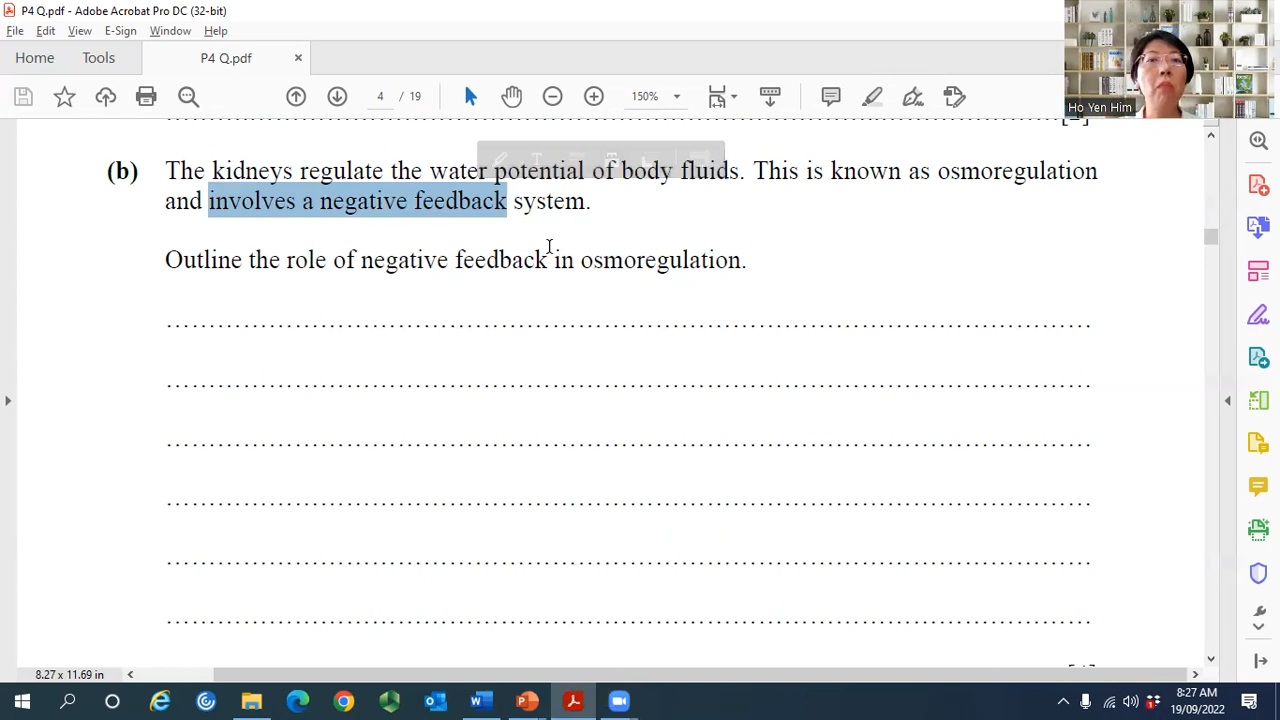 P4 Q.pdf - Adobe Acrobat Pro DC (32-bit)
File Edit View E-Sign Window Help
Home Tools P4 Q.pdf ×
4 / 19 150%
Ho Yen Him
(b) The kidneys regulate the water potential of body fluids. This is known as osmoregulation
and involves a negative feedback system.
Outline the role of negative feedback in osmoregulation.
8.27 x 11.69 in
8:27 AM
19/09/2022